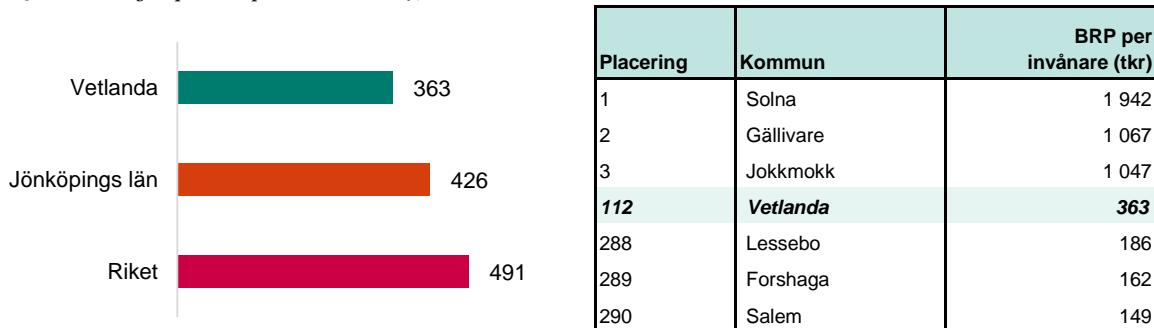 Vetlanda 363
Jönköpings län 426
Riket 491
Placering Kommun BRP per invånare (tkr)
1 Solna 1 942
2 Gällivare 1 067
3 Jokkmokk 1 047
112 Vetlanda 363
288 Lessebo 186
289 Forshaga 162
290 Salem 149